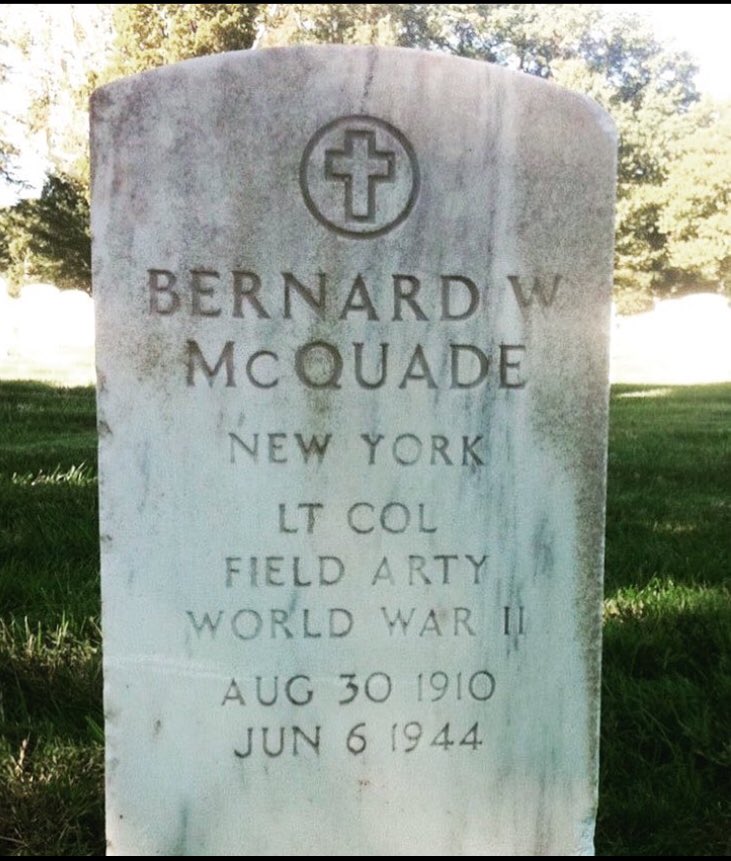 BERNARD W
McQUADE
NEW YORK
LT COL
FIELD ARTY
WORLD WAR II
AUG 30 1910
JUN 6 1944